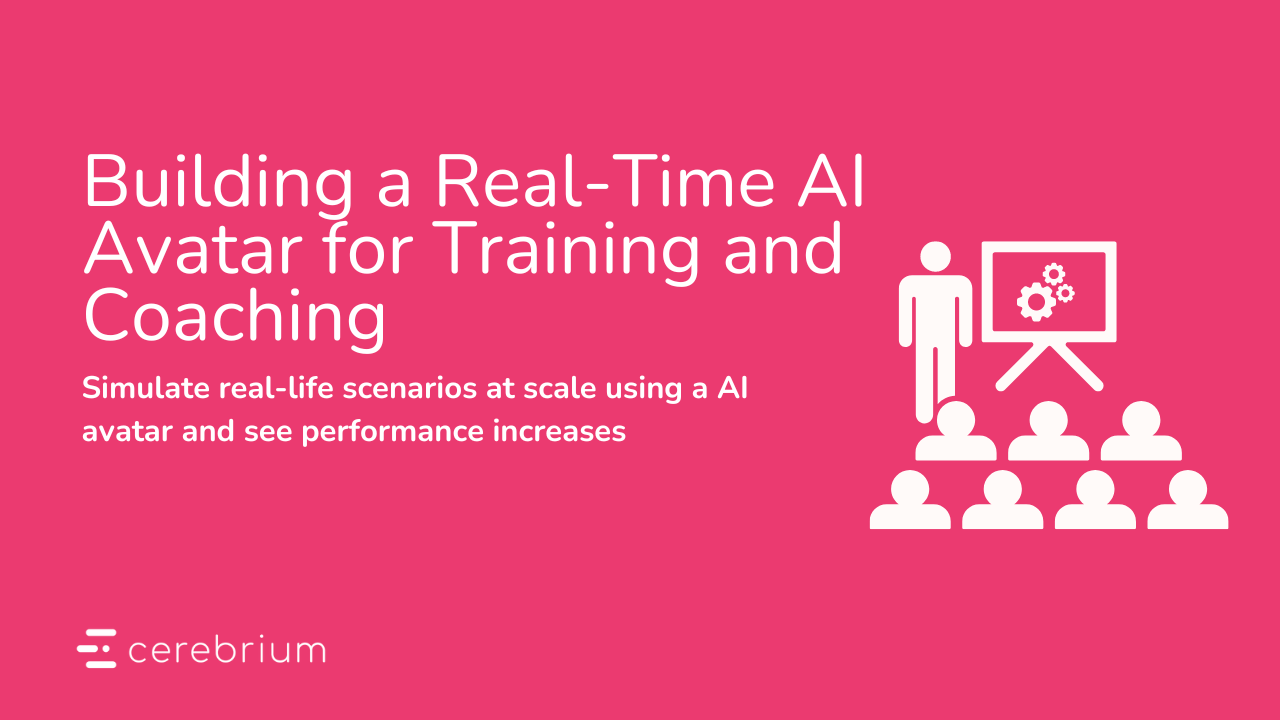 Building a Real-Time AI
Avatar for Training and
Coaching
Simulate real-life scenarios at scale using a AI
avatar and see performance increases
cerebrium